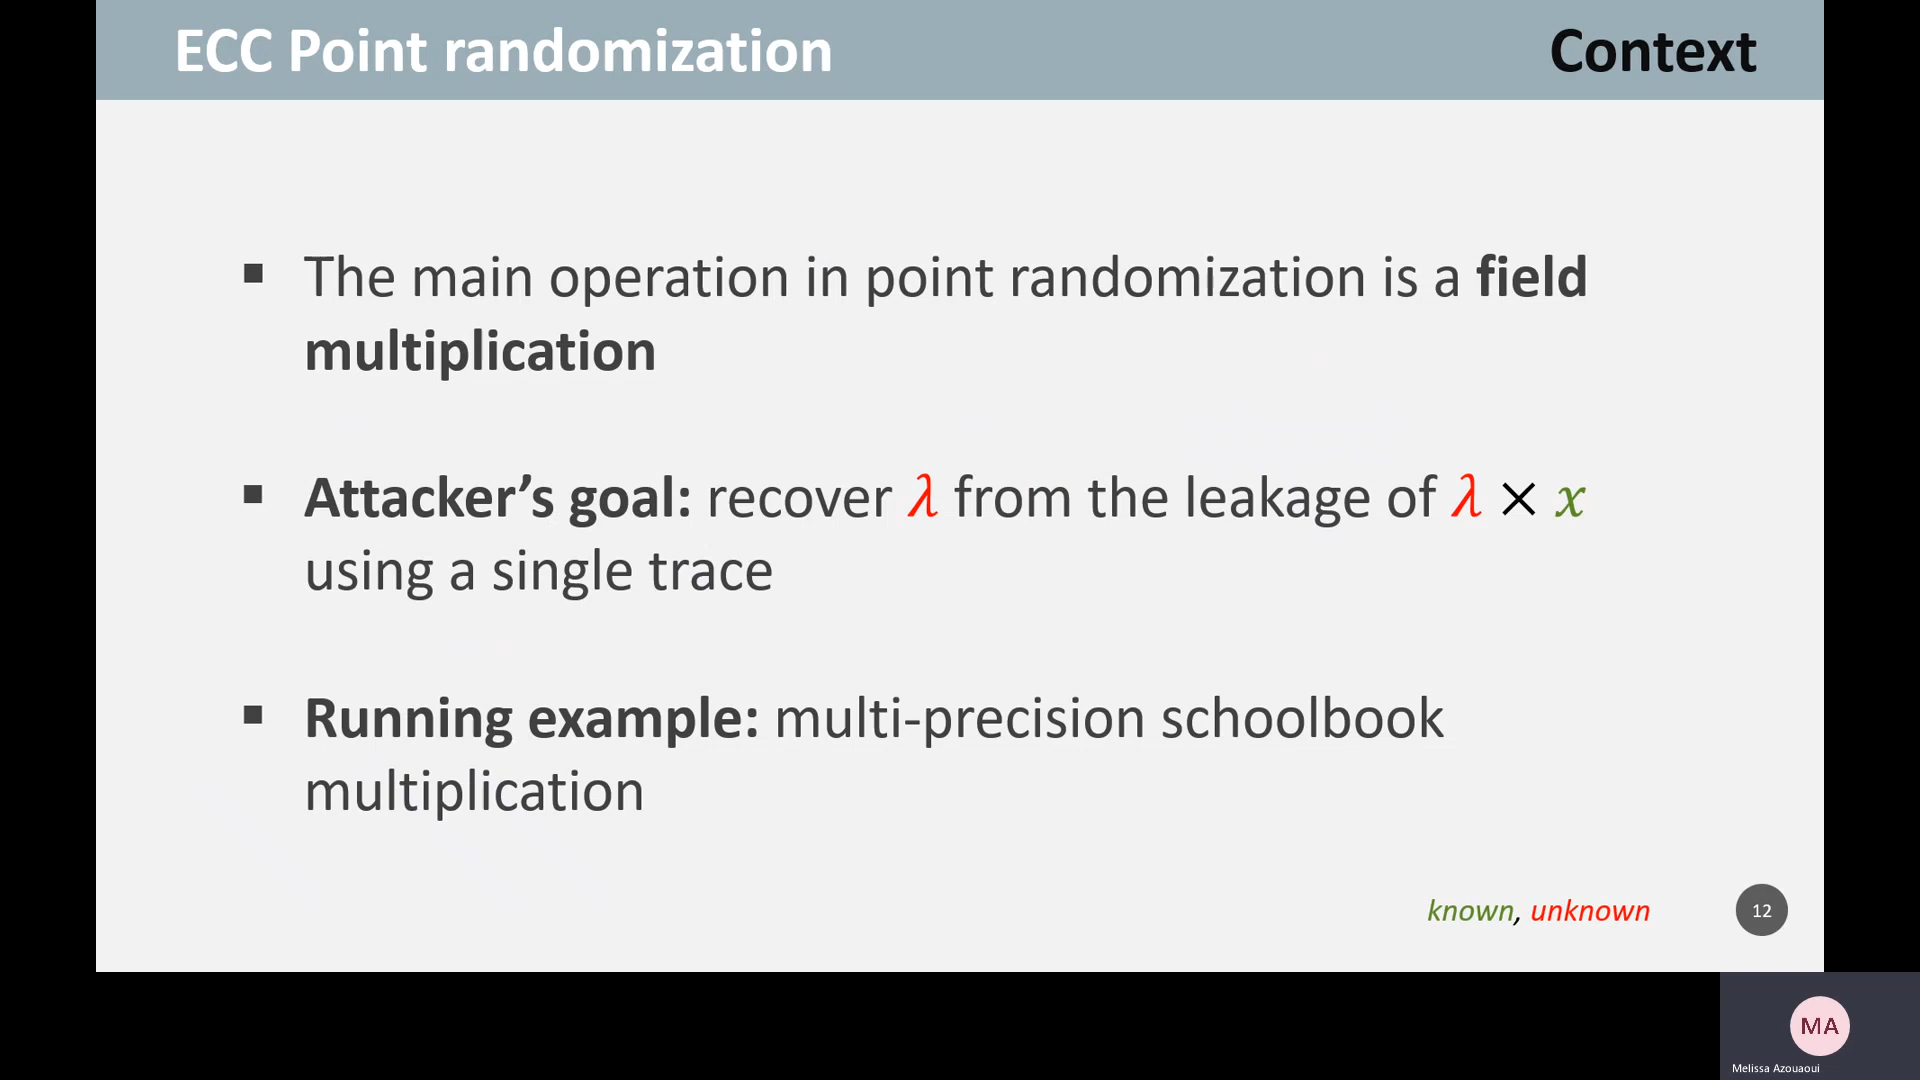 ECC Point randomization
Context
▪ The main operation in point randomization is a field
multiplication
▪ Attacker's goal: recover λ from the leakage of λ × x
using a single trace
▪ Running example: multi-precision schoolbook
multiplication
known, unknown
12
MA
Melissa Azouaoui